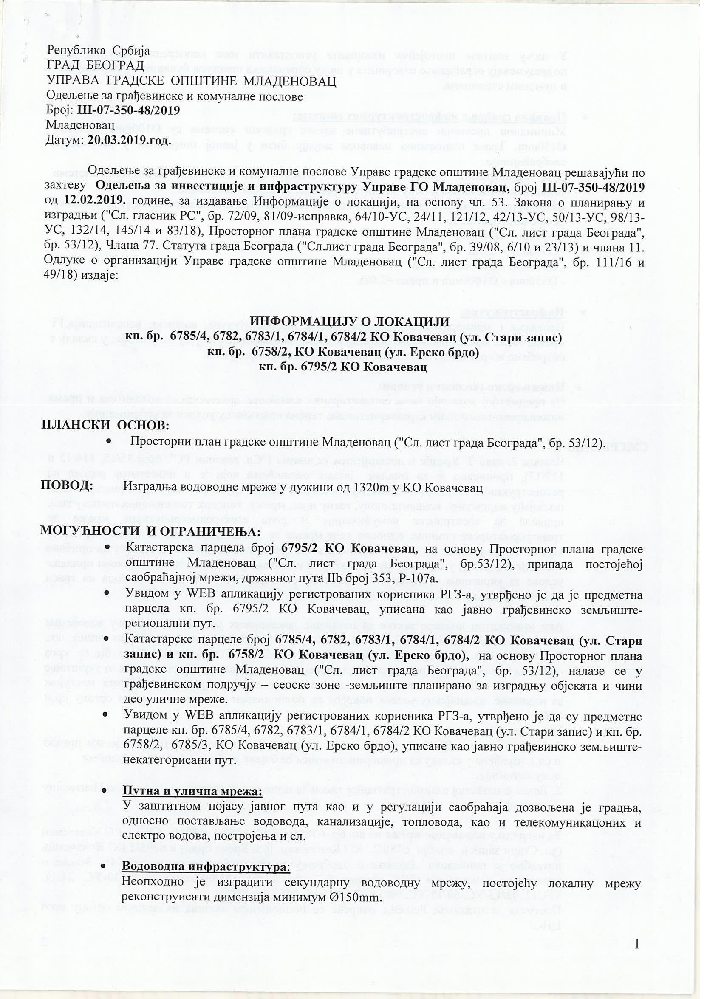 Република Србија
ГРАД БЕОГРАД
УПРАВА ГРАДСКЕ ОПШТИНЕ МЛАДЕНОВАЦ
Одељење за грађевинске и комуналне послове
Број: III-07-350-48/2019
Младеновац
Датум: 20.03.2019.год.
Одељење за грађевинске и комуналне послове Управе градске општине Младеновац решавајући по
захтеву Одељења за инвестиције и инфраструктуру Управе ГО Младеновац, број III-07-350-48/2019
од 12.02.2019. године, за издавање Информације о локацији, на основу чл. 53. Закона о планирању и
изградњи ("Сл. гласник РС", бр. 72/09, 81/09-исправка, 64/10-УС, 24/11, 121/12, 42/13-УС, 50/13-УС, 98/13-
УС, 132/14, 145/14 и 83/18), Просторног плана градске општине Младеновац ("Сл. лист града Београда",
бр. 53/12), Члана 77. Статута града Београда ("Сл.лист града Београда", бр. 39/08, 6/10 и 23/13) и члана 11.
Одлуке о организацији Управе градске општине Младеновац ("Сл. лист града Београда", бр. 111/16 и
49/18) издаје:
ИНФОРМАЦИЈУ О ЛОКАЦИЈИ
кп. бр. 6785/4, 6782, 6783/1, 6784/1, 6784/2 КО Ковачевац (ул. Стари запис)
кп. бр. 6758/2, КО Ковачевац (ул. Ерско брдо)
кп. бр. 6795/2 КО Ковачевац
ПЛАНСКИ ОСНОВ:
• Просторни план градске општине Младеновац ("Сл. лист града Београда", бр. 53/12).
ПОВОД: Изградња водоводне мреже у дужини од 1320m у КО Ковачевац
МОГУЋНОСТИ И ОГРАНИЧЕЊА:
• Катастарска парцела број 6795/2 КО Ковачевац, на основу Просторног плана градске
општине Младеновац ("Сл. лист града Београда", бр.53/12), припада постојећој
саобраћајној мрежи, државног пута IIb број 353, Р-107а.
• Увидом у WEB апликацију регистрованих корисника РГЗ-а, утврђено је да је предметна
парцела кп. бр. 6795/2 КО Ковачевац, уписана као јавно грађевинско земљиште-
регионални пут.
• Катастарске парцеле број 6785/4, 6782, 6783/1, 6784/1, 6784/2 КО Ковачевац (ул. Стари
запис) и кп. бр. 6758/2 КО Ковачевац (ул. Ерско брдо), на основу Просторног плана
градске општине Младеновац ("Сл. лист града Београда", бр. 53/12), налазе се у
грађевинском подручју – сеоске зоне -земљиште планирано за изградњу објеката и чини
део уличне мреже.
• Увидом у WEB апликацију регистрованих корисника РГЗ-а, утврђено је да су предметне
парцеле кп. бр. 6785/4, 6782, 6783/1, 6784/1, 6784/2 КО Ковачевац (ул. Стари запис) и кп. бр.
6758/2, 6785/3, КО Ковачевац (ул. Ерско брдо), уписане као јавно грађевинско земљиште-
некатегорисани пут.
• Путна и улична мрежа:
У заштитном појасу јавног пута као и у регулацији саобраћаја дозвољена је градња,
односно постављање водовода, канализације, топловода, као и телекомуникацоних и
електро водова, постројења и сл.
• Водоводна инфраструктура:
Неопходно је изградити секундарну водоводну мрежу, постојећу локалну мрежу
реконструисати димензија минимум Ø150mm.
1